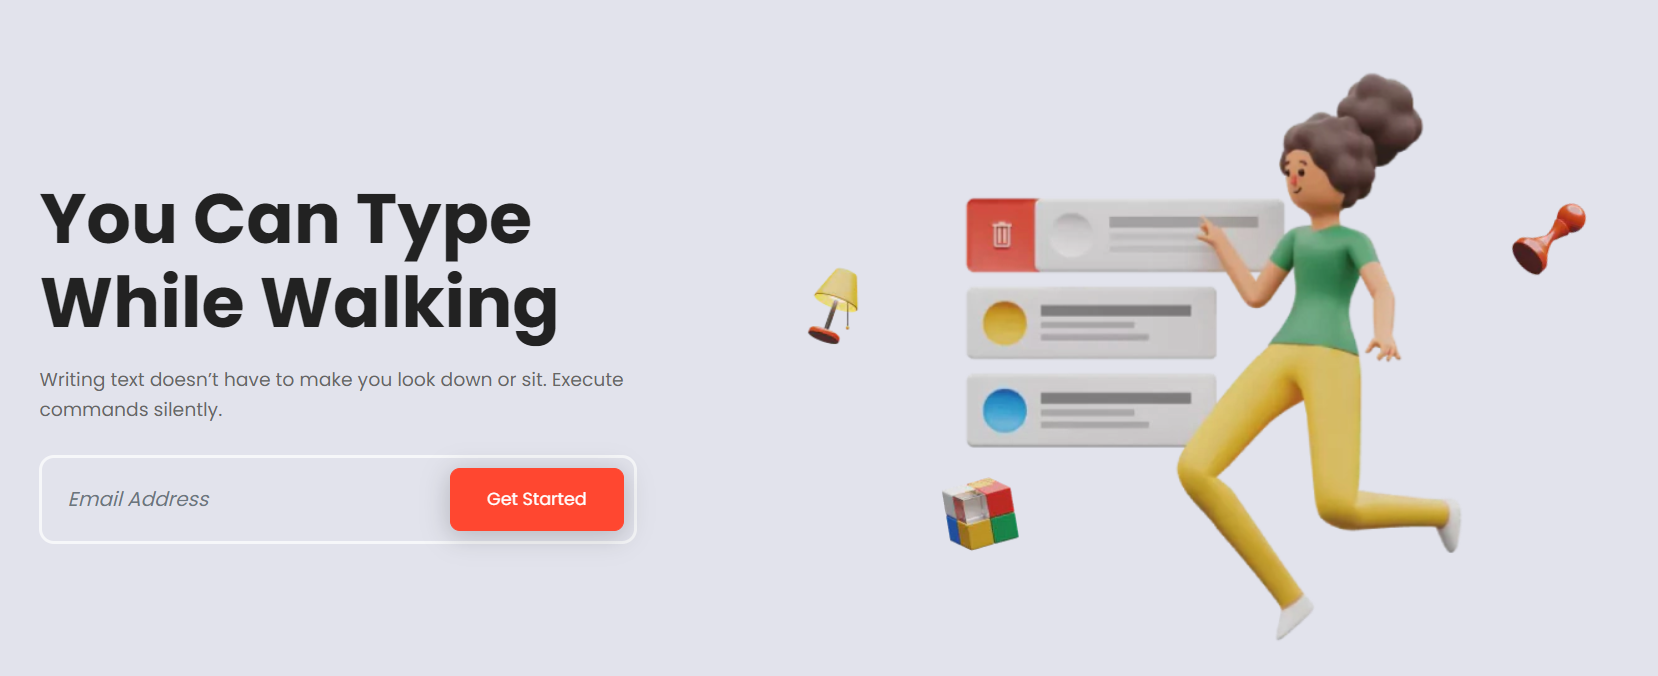 You Can Type
While Walking
Writing text doesn’t have to make you look down or sit. Execute
commands silently.
Email Address
Get Started